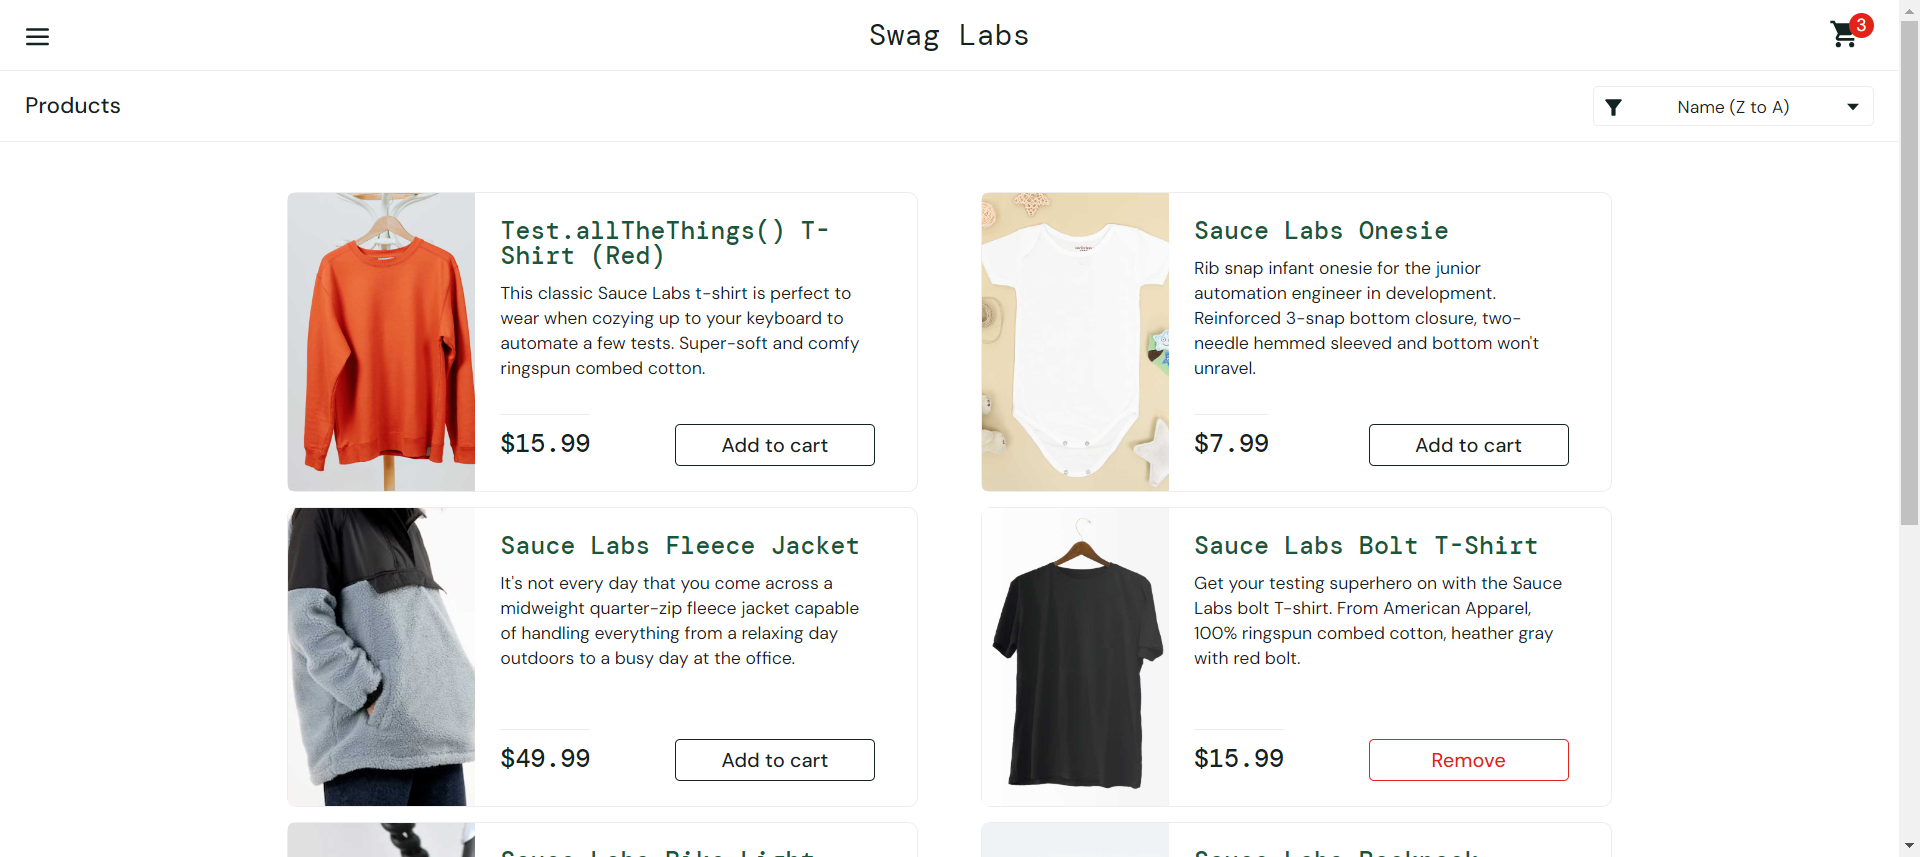 Swag Labs
3
Products
Name (Z to A)
Test.allTheThings() T-
Shirt (Red)
This classic Sauce Labs t-shirt is perfect to
wear when cozying up to your keyboard to
automate a few tests. Super-soft and comfy
ringspun combed cotton.
$15.99
Add to cart
Sauce Labs Onesie
Rib snap infant onesie for the junior
automation engineer in development.
Reinforced 3-snap bottom closure, two-
needle hemmed sleeved and bottom won't
unravel.
$7.99
Add to cart
Sauce Labs Fleece Jacket
It's not every day that you come across a
midweight quarter-zip fleece jacket capable
of handling everything from a relaxing day
outdoors to a busy day at the office.
$49.99
Add to cart
Sauce Labs Bolt T-Shirt
Get your testing superhero on with the Sauce
Labs bolt T-shirt. From American Apparel,
100% ringspun combed cotton, heather gray
with red bolt.
$15.99
Remove
Sauce Labs Bike Light
Sauce Labs Backpack